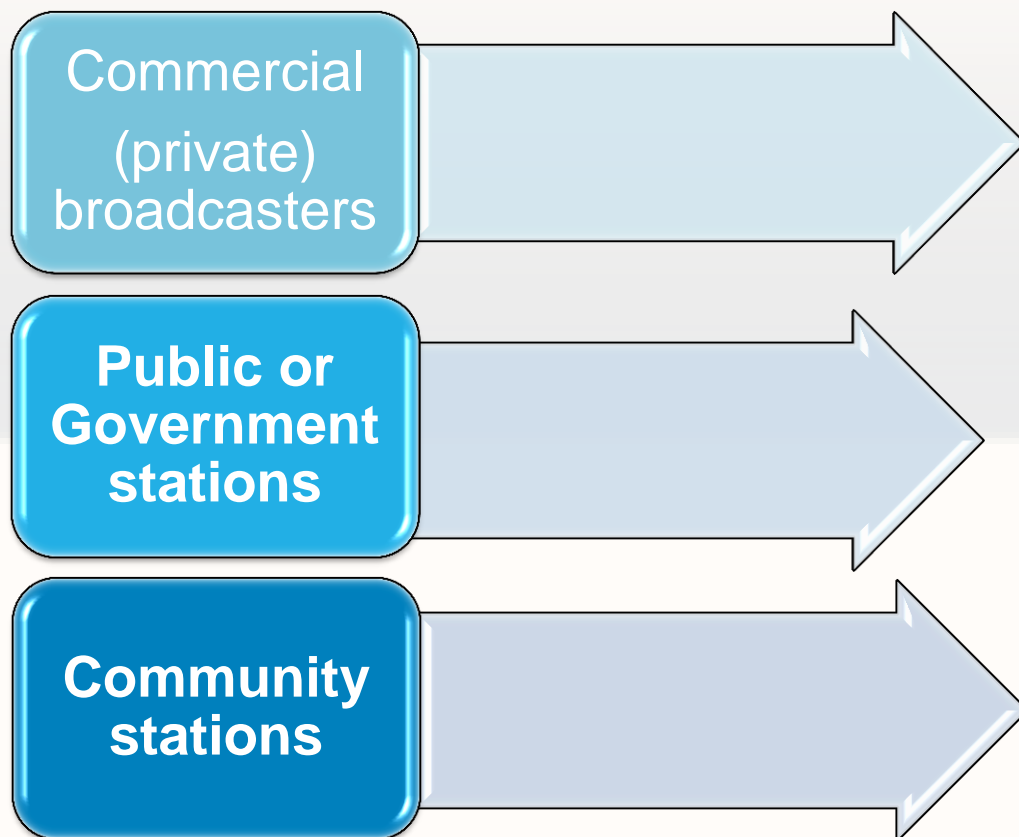 Commercial
(private)
broadcasters
Public or
Government
stations
Community
stations